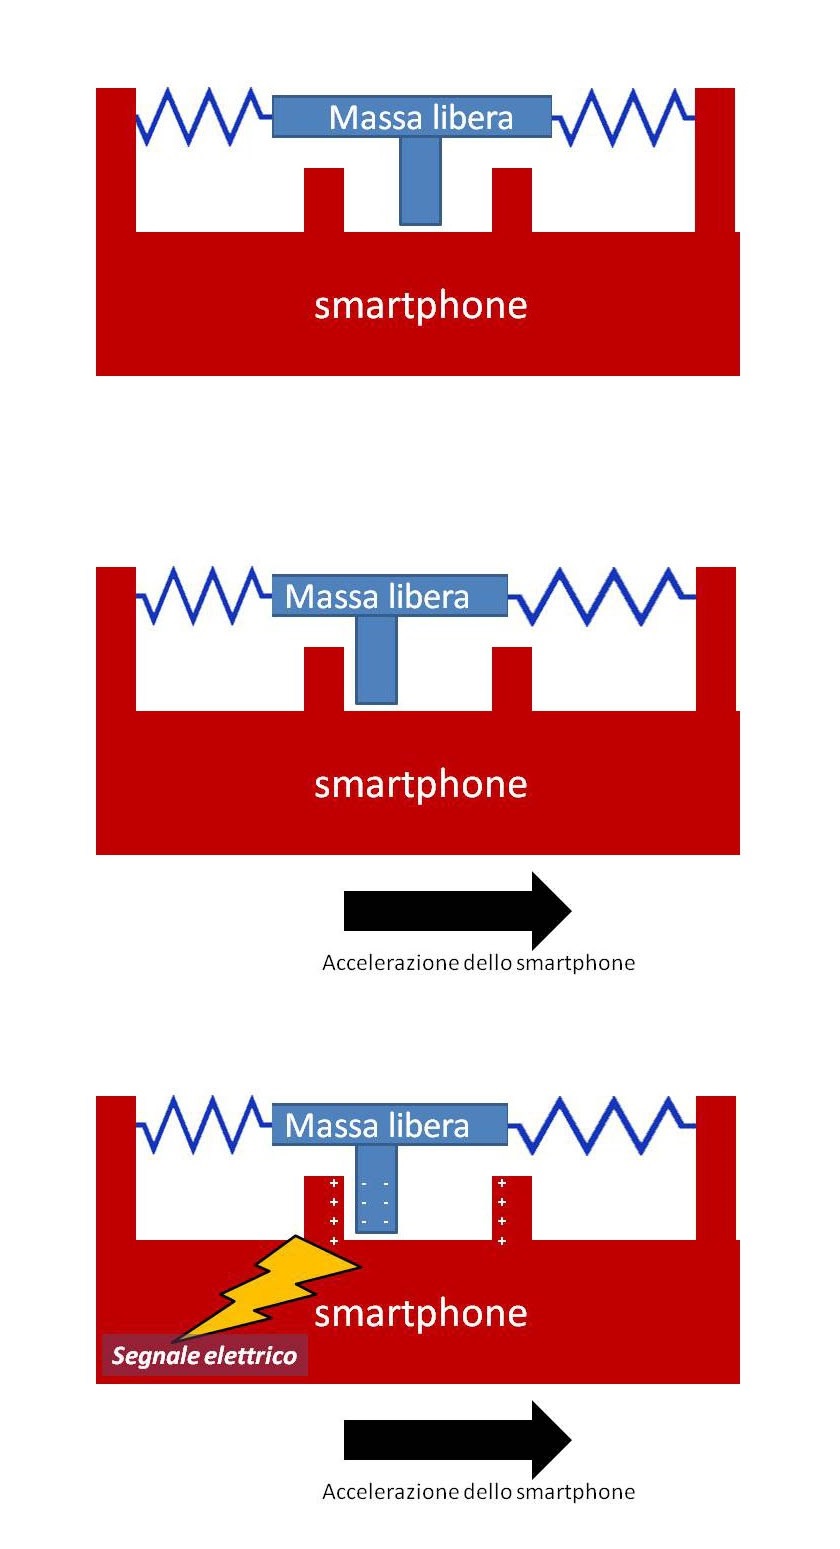 Massa libera
smartphone
Massa libera
smartphone
Accelerazione dello smartphone
Massa libera
+ - - +
+ - - +
+ - - +
+ +
smartphone
Segnale elettrico
Accelerazione dello smartphone